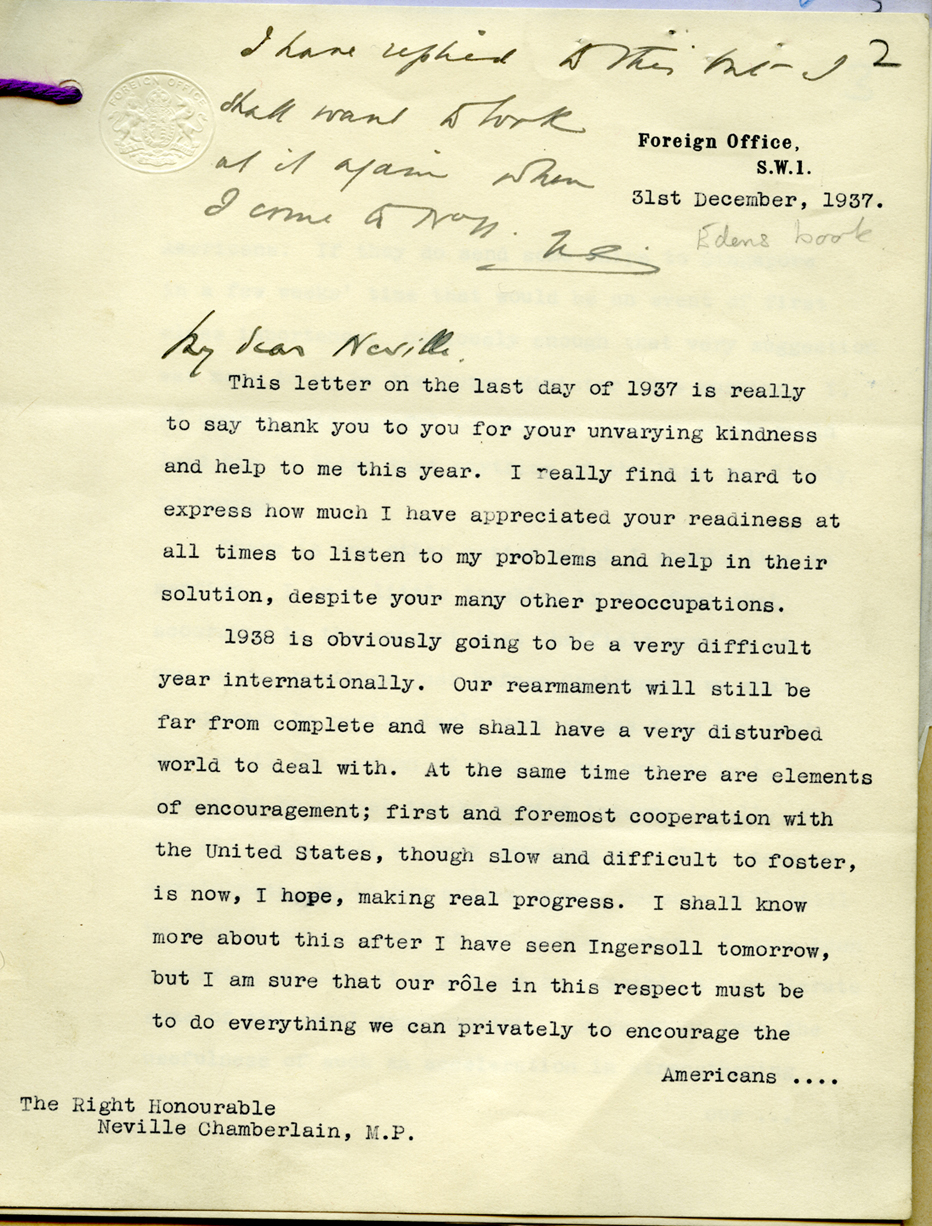 I have replied to this but I
2
shall want to look
at it again when
I come to No 11. N.C.
FOREIGN OFFICE
Foreign Office,
S.W.1.
31st December, 1937.
Edens book
My dear Neville.
This letter on the last day of 1937 is really
to say thank you to you for your unvarying kindness
and help to me this year. I really find it hard to
express how much I have appreciated your readiness at
all times to listen to my problems and help in their
solution, despite your many other preoccupations.
1938 is obviously going to be a very difficult
year internationally. Our rearmament will still be
far from complete and we shall have a very disturbed
world to deal with. At the same time there are elements
of encouragement; first and foremost cooperation with
the United States, though slow and difficult to foster,
is now, I hope, making real progress. I shall know
more about this after I have seen Ingersoll tomorrow,
but I am sure that our rôle in this respect must be
to do everything we can privately to encourage the
Americans ....
The Right Honourable
Neville Chamberlain, M.P.